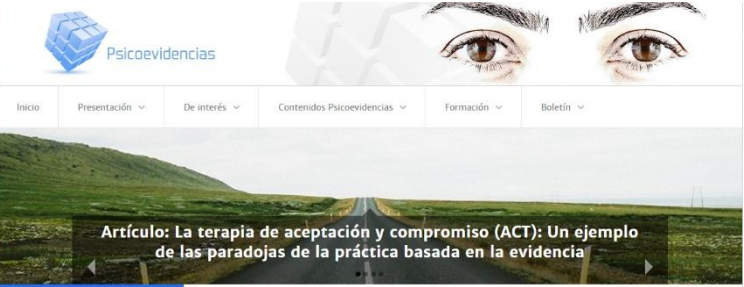 Psicoevidencias
Inicio Presentación De interés Contenidos Psicoevidencias Formación Boletín
Artículo: La terapia de aceptación y compromiso (ACT): Un ejemplo
de las paradojas de la práctica basada en la evidencia